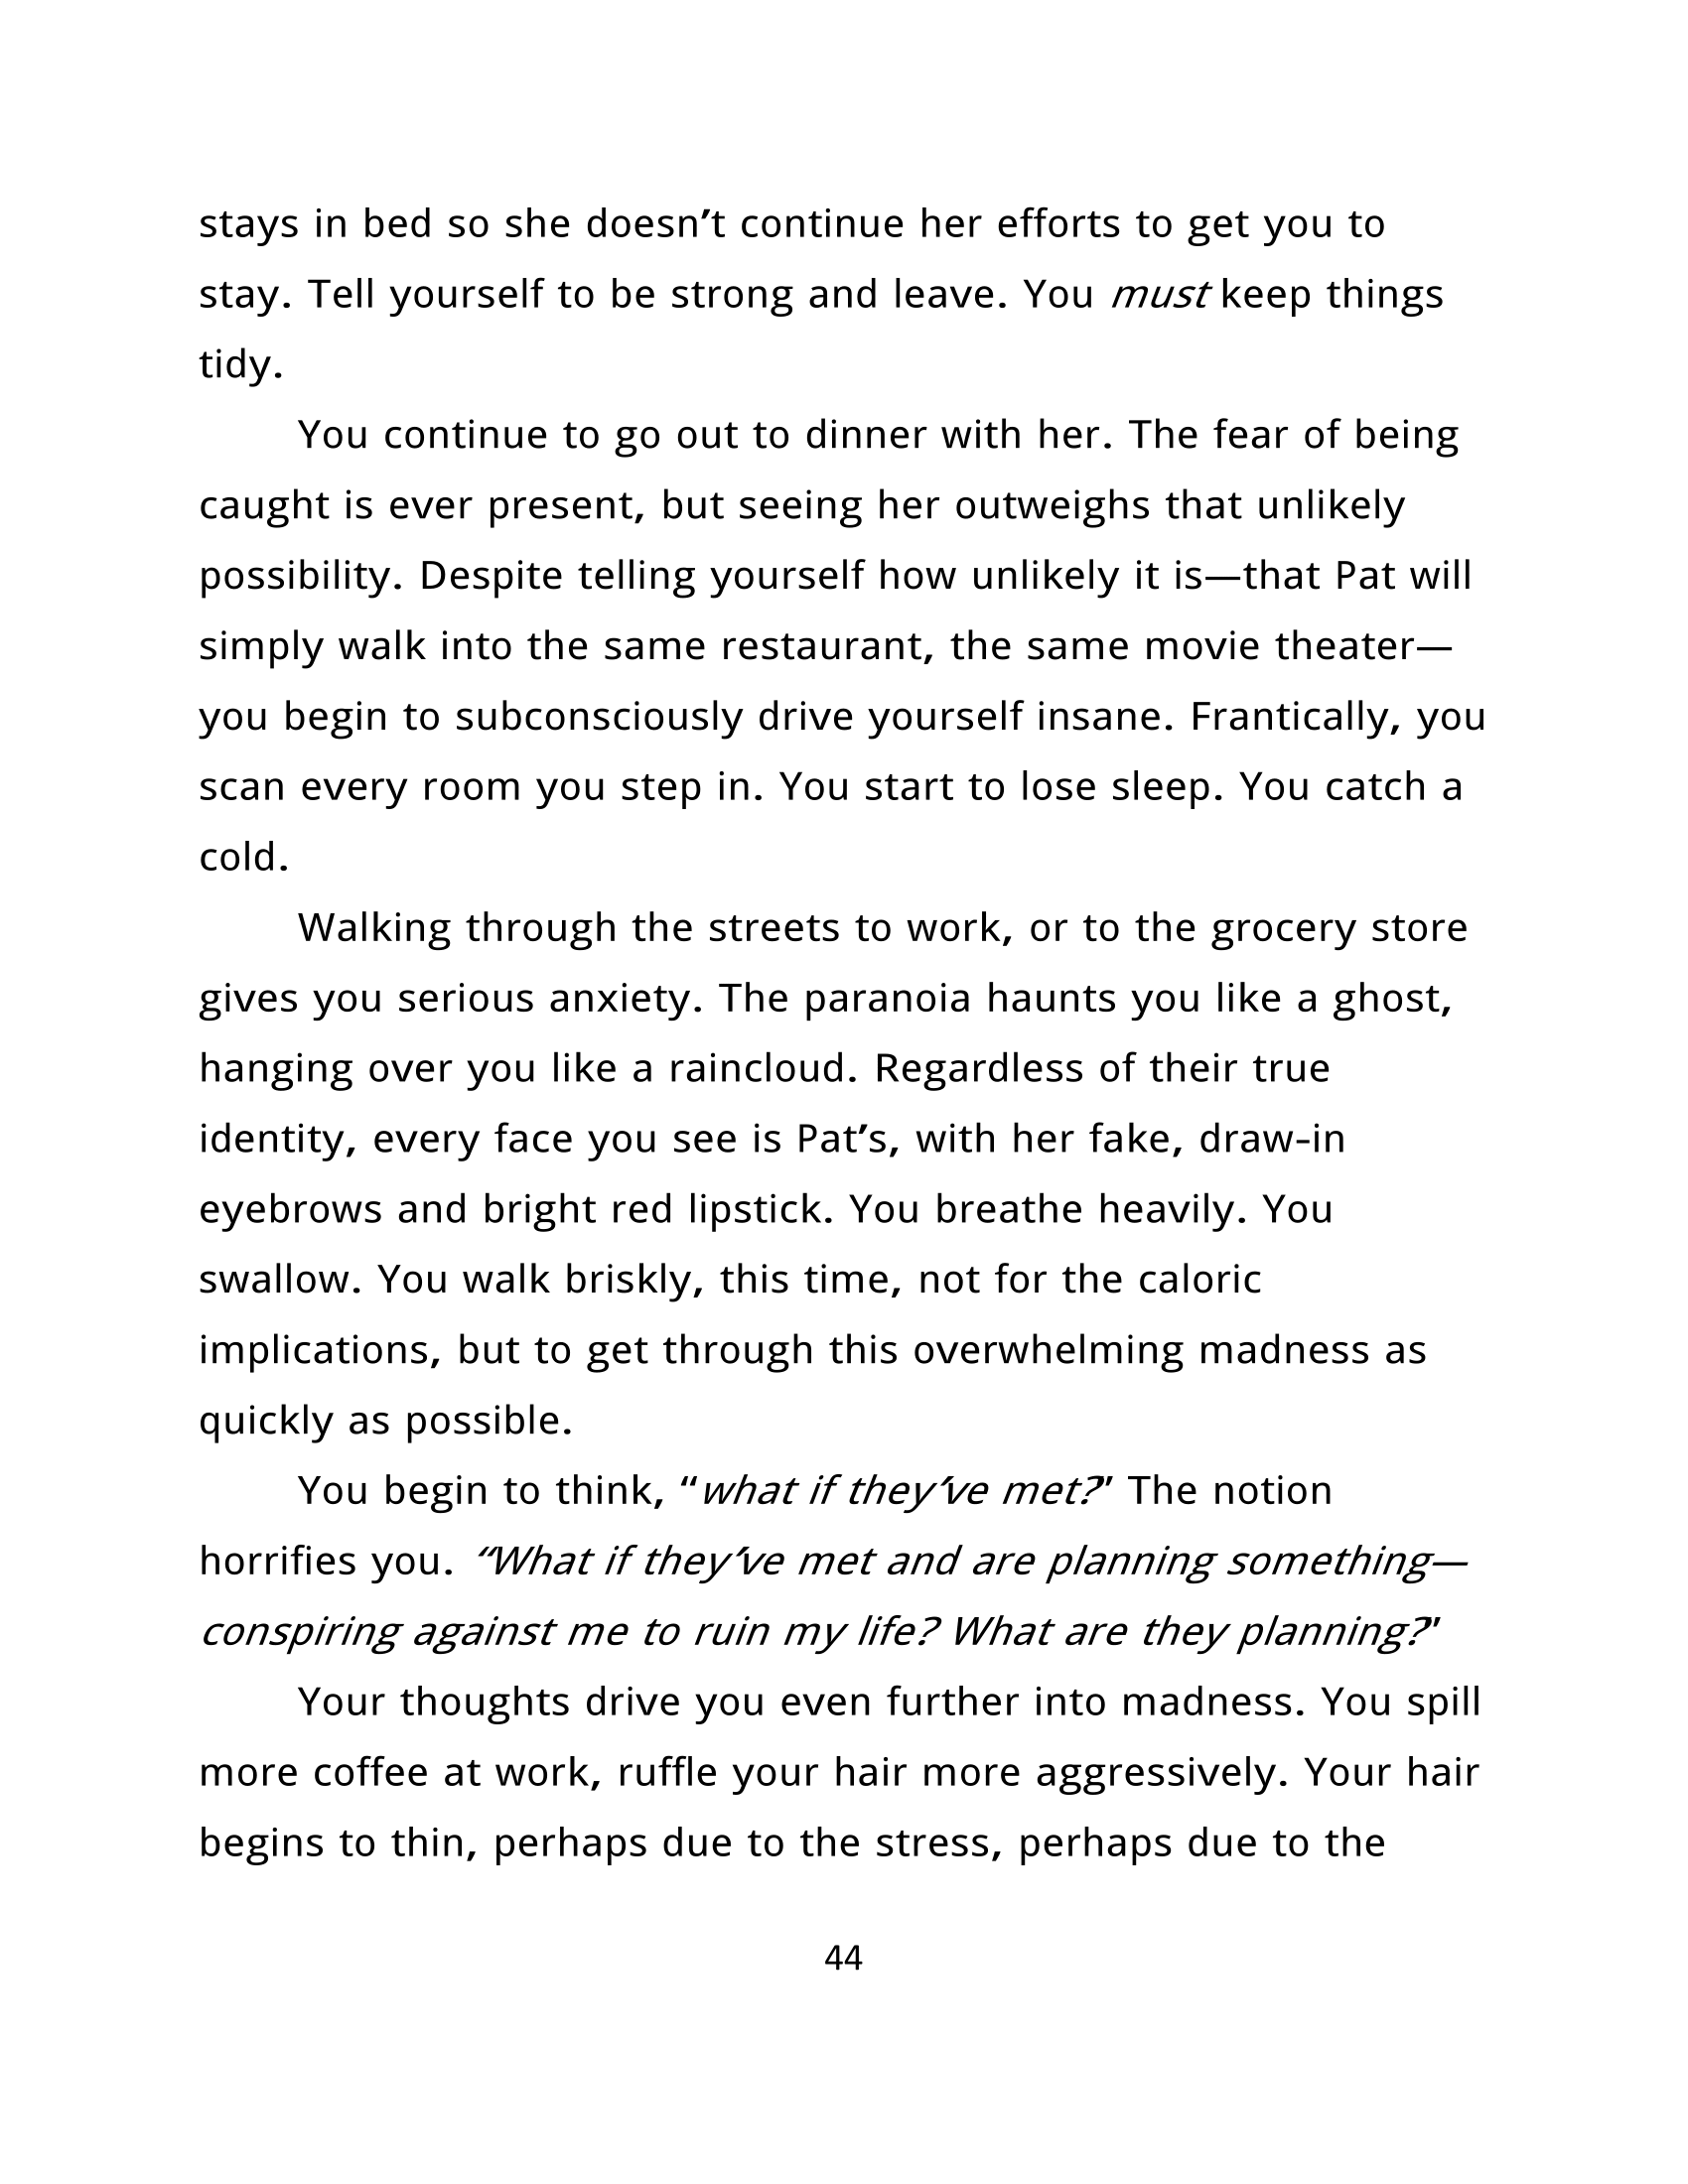 stays in bed so she doesn’t continue her efforts to get you to
stay. Tell yourself to be strong and leave. You must keep things
tidy.
You continue to go out to dinner with her. The fear of being
caught is ever present, but seeing her outweighs that unlikely
possibility. Despite telling yourself how unlikely it is—that Pat will
simply walk into the same restaurant, the same movie theater—
you begin to subconsciously drive yourself insane. Frantically, you
scan every room you step in. You start to lose sleep. You catch a
cold.
Walking through the streets to work, or to the grocery store
gives you serious anxiety. The paranoia haunts you like a ghost,
hanging over you like a raincloud. Regardless of their true
identity, every face you see is Pat’s, with her fake, draw-in
eyebrows and bright red lipstick. You breathe heavily. You
swallow. You walk briskly, this time, not for the caloric
implications, but to get through this overwhelming madness as
quickly as possible.
You begin to think, “what if they’ve met?” The notion
horrifies you. “What if they’ve met and are planning something—
conspiring against me to ruin my life? What are they planning?”
Your thoughts drive you even further into madness. You spill
more coffee at work, ruffle your hair more aggressively. Your hair
begins to thin, perhaps due to the stress, perhaps due to the
44